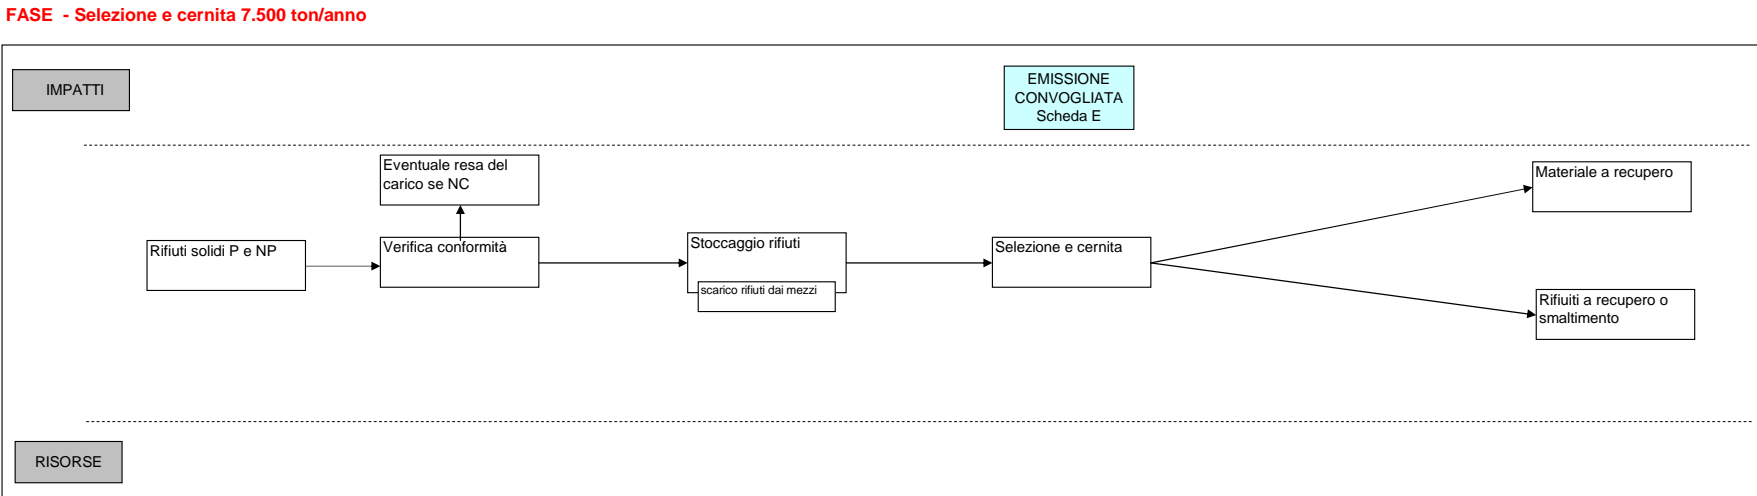 FASE  - Selezione e cernita 7.500 ton/anno
IMPATTI
EMISSIONE
CONVOGLIATA
Scheda E
Eventuale resa del
carico se NC
Materiale a recupero
Rifiuti solidi P e NP
Verifica conformità
Stoccaggio rifiuti
scarico rifiuti dai mezzi
Selezione e cernita
Rifiuiti a recupero o
smaltimento
RISORSE